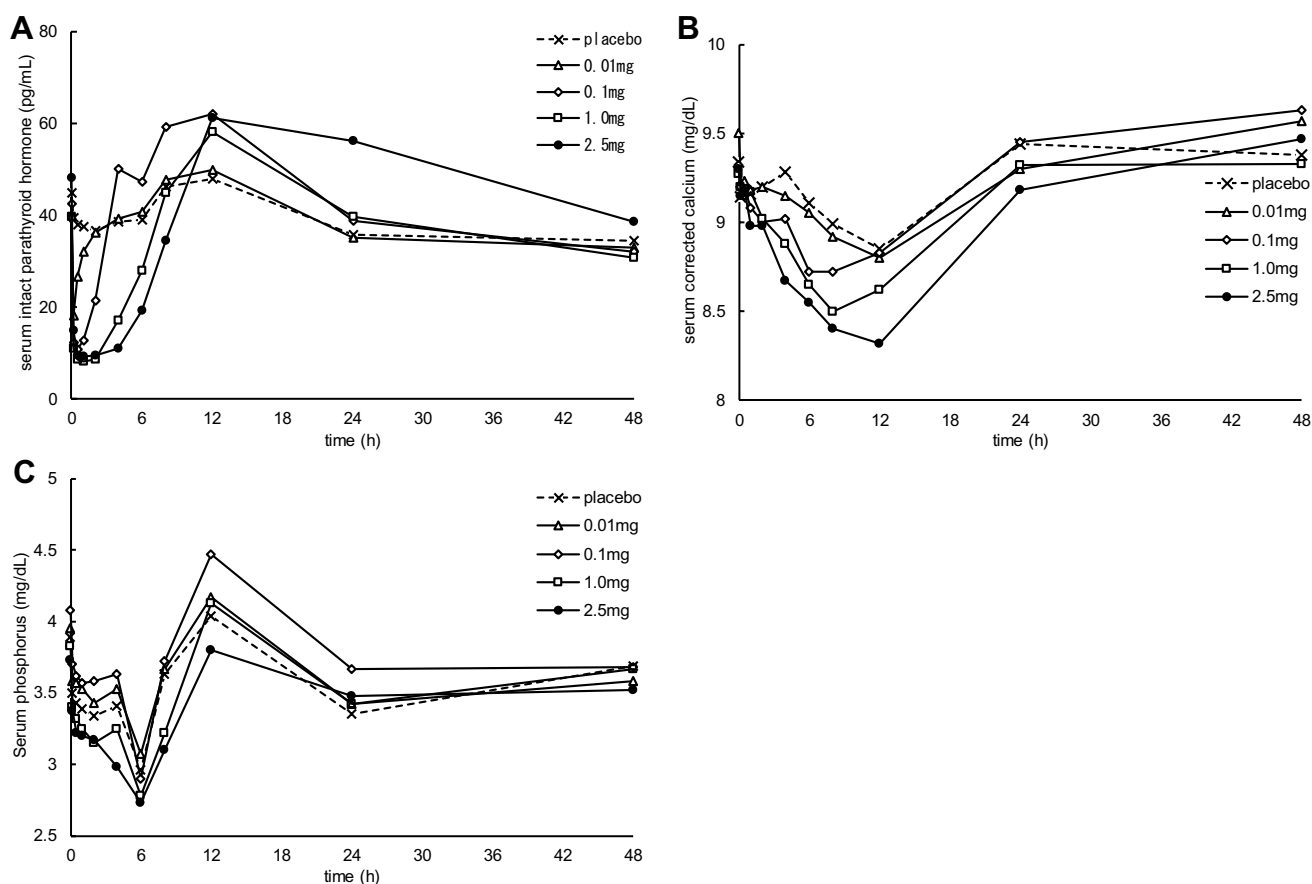 A
serum intact parathyroid hormone (pg/mL)
80
60
40
20
0
0 6 12 18 24 30 36 42 48
time (h)
placebo
0.01mg
0.1mg
1.0mg
2.5mg
B
serum corrected calcium (mg/dL)
10
9.5
9
8.5
8
0 6 12 18 24 30 36 42 48
time (h)
placebo
0.01mg
0.1mg
1.0mg
2.5mg
C
Serum phosphorus (mg/dL)
5
4.5
4
3.5
3
2.5
0 6 12 18 24 30 36 42 48
time (h)
placebo
0.01mg
0.1mg
1.0mg
2.5mg